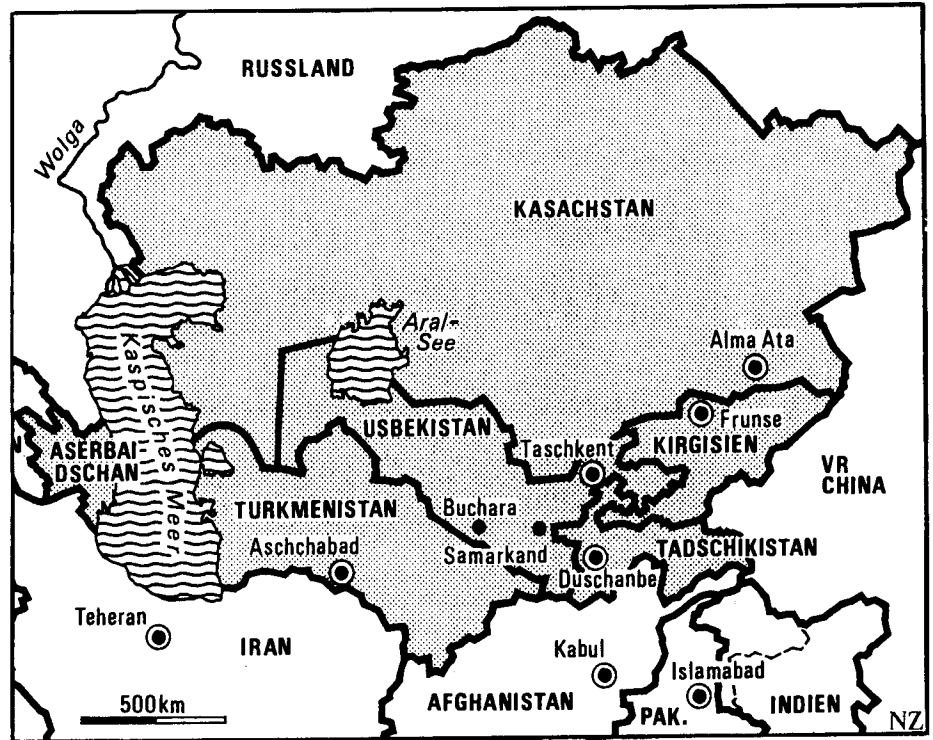 RUSSLAND
Wolga
KASACHSTAN
Aral-
See
Alma Ata
Kaspisches Meer
Frunse
USBEKISTAN
KIRGISIEN
ASERBAI
DSCHAN
Taschkent
VR
CHINA
TURKMENISTAN
Buchara
Samarkand
TADSCHIKISTAN
Aschchabad
Duschanbe
Teheran
IRAN
Kabul
Islamabad
500km
AFGHANISTAN
PAK.
INDIEN
NZ